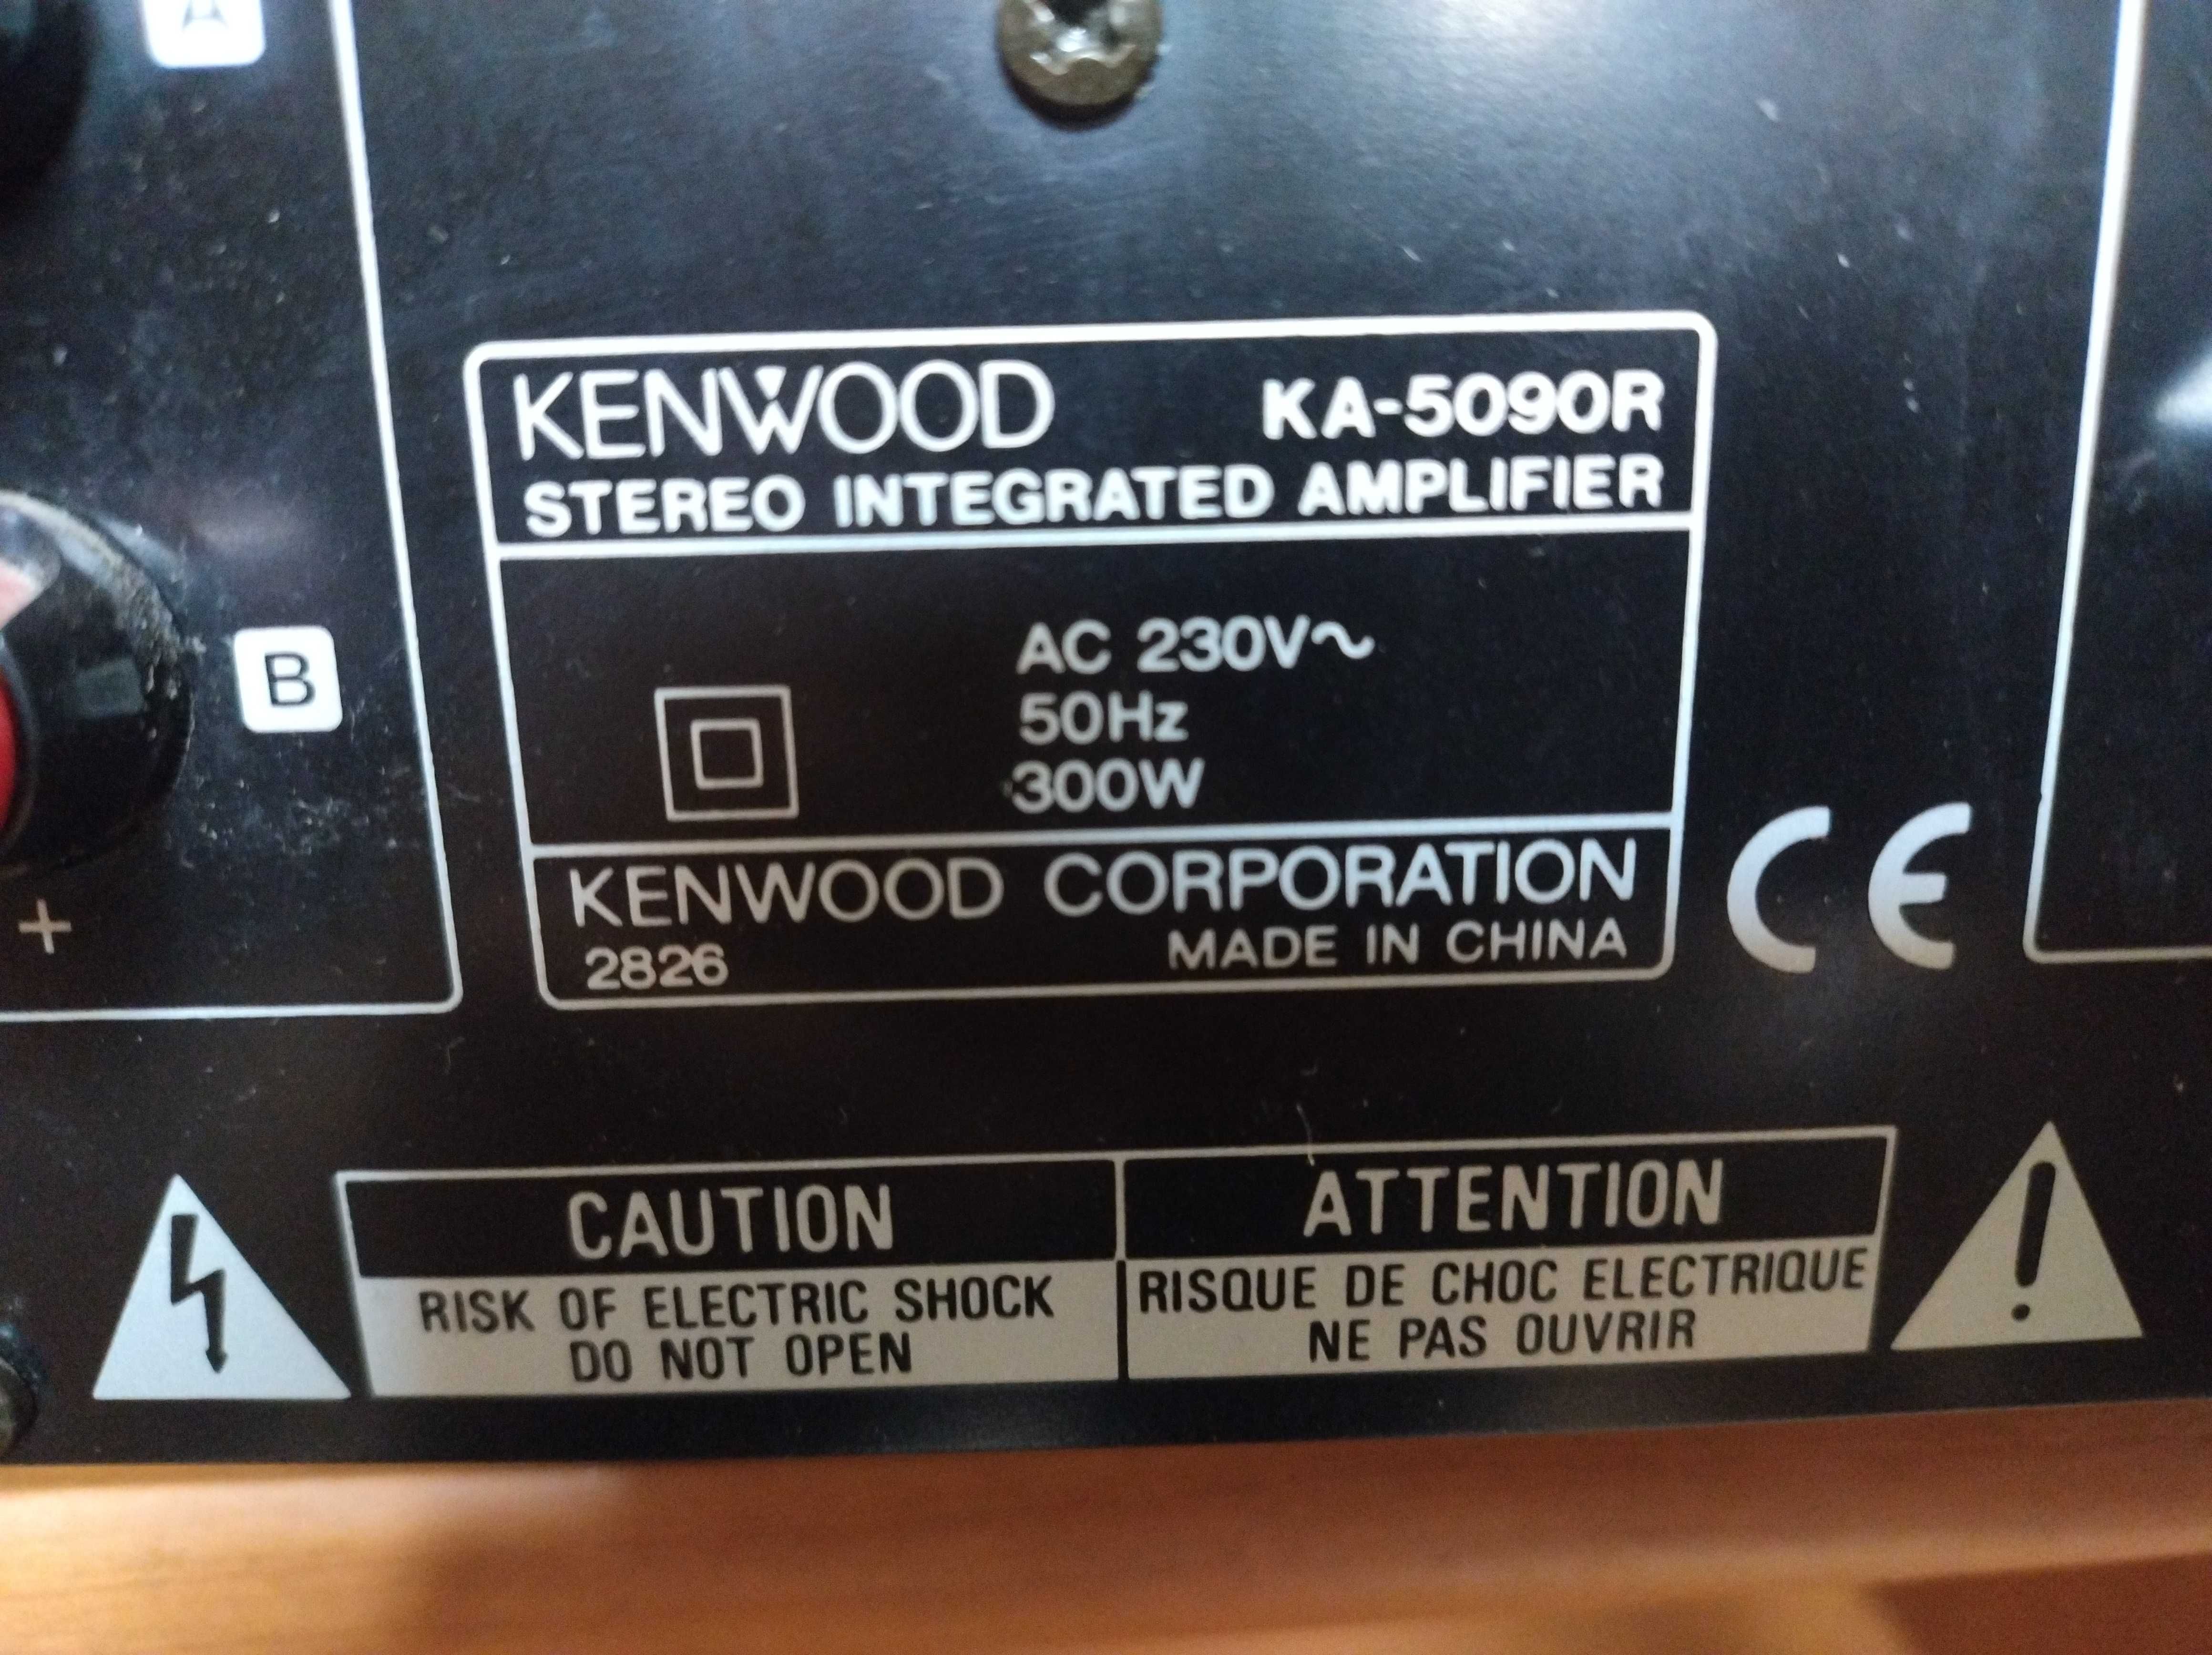 A
KENWOOD KA-5090R
STEREO INTEGRATED AMPLIFIER
AC 230V~
50Hz
300W
B
KENWOOD CORPORATION
2826 MADE IN CHINA
CE
+
CAUTION
RISK OF ELECTRIC SHOCK
DO NOT OPEN
ATTENTION
RISQUE DE CHOC ELECTRIQUE
NE PAS OUVRIR
!